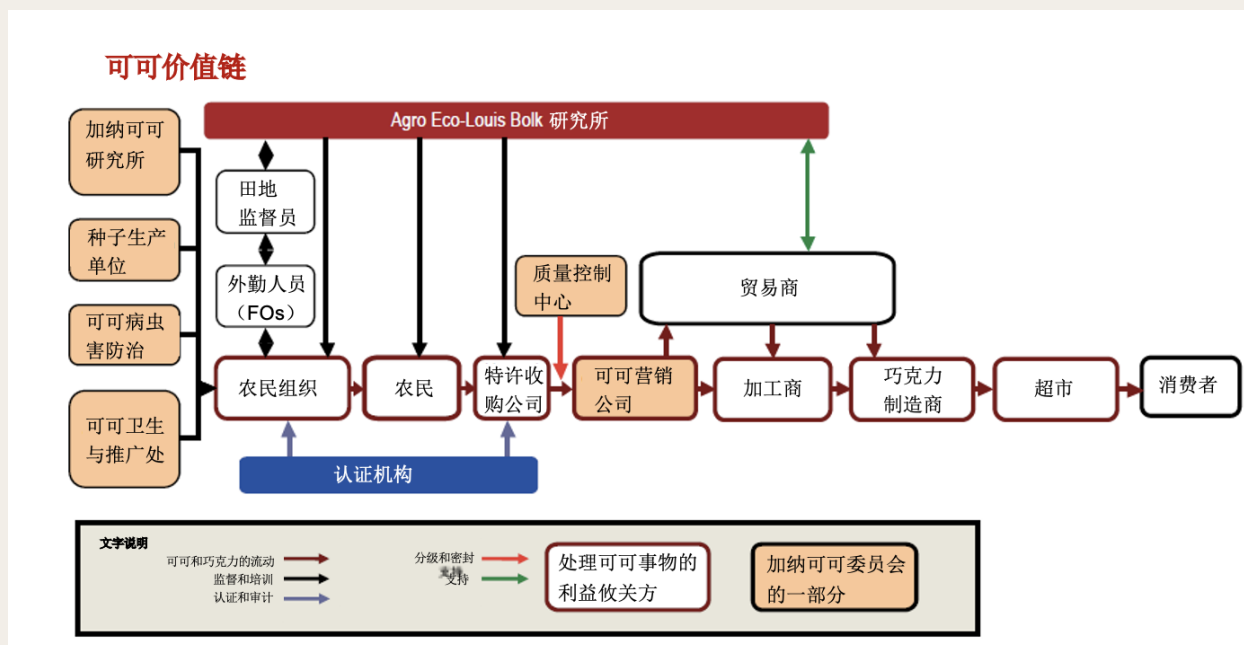 可可价值链
Agro Eco-Louis Bolk 研究所
加纳可可
研究所
田地
监督员
种子生产
单位
外勤人员
（FOs）
质量控制
中心
贸易商
可可病虫
害防治
农民组织
农民
特许收
购公司
可可营销
公司
加工商
巧克力
制造商
超市
消费者
可可卫生
与推广处
认证机构
文字说明
可可和巧克力的流动
监督和培训
认证和审计
分级和密封
支持
处理可可事物的
利益攸关方
加纳可可委员会
的一部分